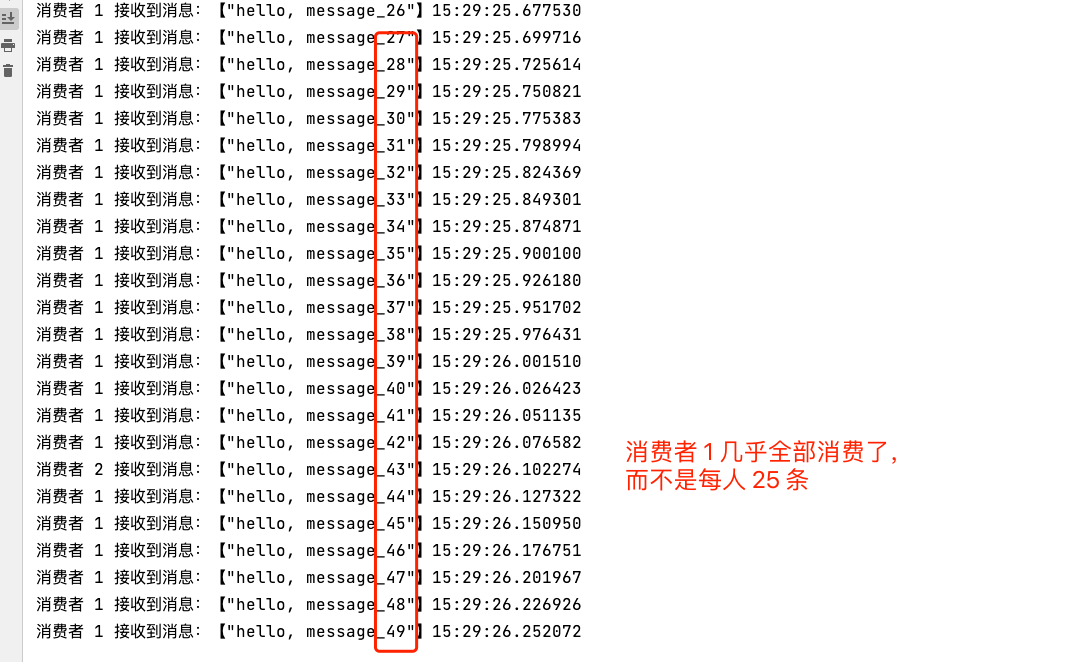 消费者 1 接收到消息：【"hello, message_26"】15:29:25.677530
消费者 1 接收到消息：【"hello, message_27"】15:29:25.699716
消费者 1 接收到消息：【"hello, message_28"】15:29:25.725614
消费者 1 接收到消息：【"hello, message_29"】15:29:25.750821
消费者 1 接收到消息：【"hello, message_30"】15:29:25.775383
消费者 1 接收到消息：【"hello, message_31"】15:29:25.798994
消费者 1 接收到消息：【"hello, message_32"】15:29:25.824369
消费者 1 接收到消息：【"hello, message_33"】15:29:25.849301
消费者 1 接收到消息：【"hello, message_34"】15:29:25.874871
消费者 1 接收到消息：【"hello, message_35"】15:29:25.900100
消费者 1 接收到消息：【"hello, message_36"】15:29:25.926180
消费者 1 接收到消息：【"hello, message_37"】15:29:25.951702
消费者 1 接收到消息：【"hello, message_38"】15:29:25.976431
消费者 1 接收到消息：【"hello, message_39"】15:29:26.001510
消费者 1 接收到消息：【"hello, message_40"】15:29:26.026423
消费者 1 接收到消息：【"hello, message_41"】15:29:26.051135
消费者 1 接收到消息：【"hello, message_42"】15:29:26.076582
消费者 2 接收到消息：【"hello, message_43"】15:29:26.102274
消费者 1 接收到消息：【"hello, message_44"】15:29:26.127322
消费者 1 接收到消息：【"hello, message_45"】15:29:26.150950
消费者 1 接收到消息：【"hello, message_46"】15:29:26.176751
消费者 1 接收到消息：【"hello, message_47"】15:29:26.201967
消费者 1 接收到消息：【"hello, message_48"】15:29:26.226926
消费者 1 接收到消息：【"hello, message_49"】15:29:26.252072
消费者 1 几乎全部消费了，
而不是每人 25 条